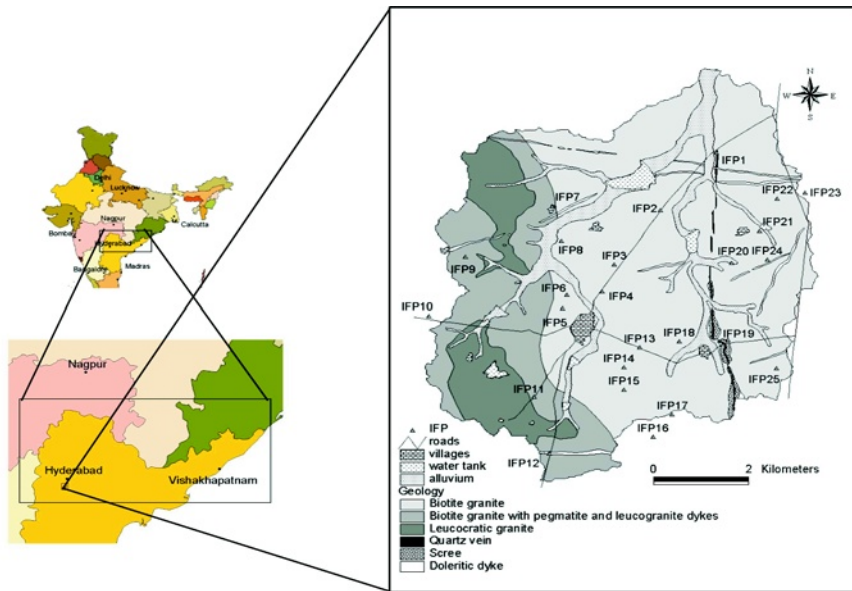 Delhi
Lucknow
Nagpur
Calcutta
Bombay
Hyderabad
Bangalore
Madras
Nagpur
Hyderabad
Vishakhapatnam
N
W E
S
IFP1
IFP22
IFP23
IFP7
IFP2
IFP21
IFP8
IFP3
IFP20
IFP24
IFP9
IFP6
IFP4
IFP10
IFP5
IFP13
IFP18
IFP19
IFP14
IFP15
IFP25
IFP11
IFP17
IFP16
IFP12
IFP
roads
villages
water tank
alluvium
Geology
Biotite granite
Biotite granite with pegmatite and leucogranite dykes
Leucocratic granite
Quartz vein
Scree
Doleritic dyke
0 2 Kilometers